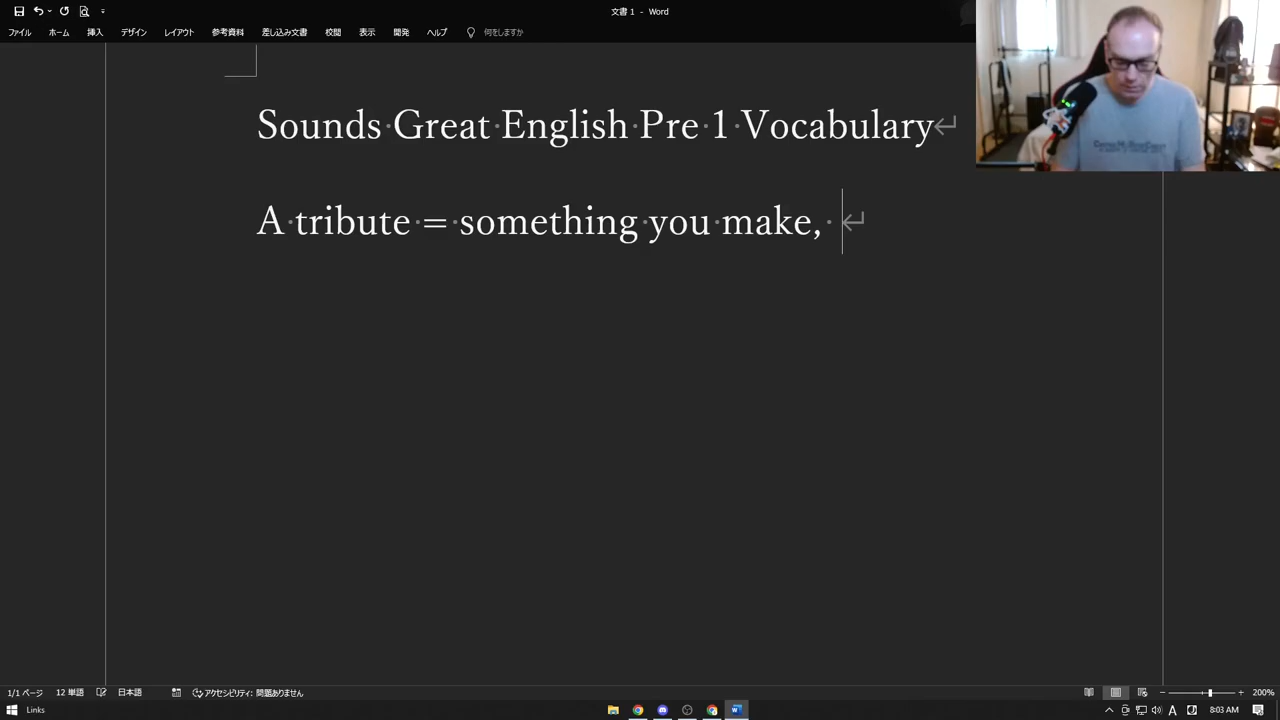 文書 1 - Word
ファイル ホーム 挿入 デザイン レイアウト 参考資料 差し込み文書 校閲 表示 開発 ヘルプ 何をしますか
Sounds Great English Pre 1 Vocabulary
A tribute = something you make,
1/1 ページ 12 単語 日本語 アクセシビリティ: 問題ありません 200%
Links A 8:03 AM